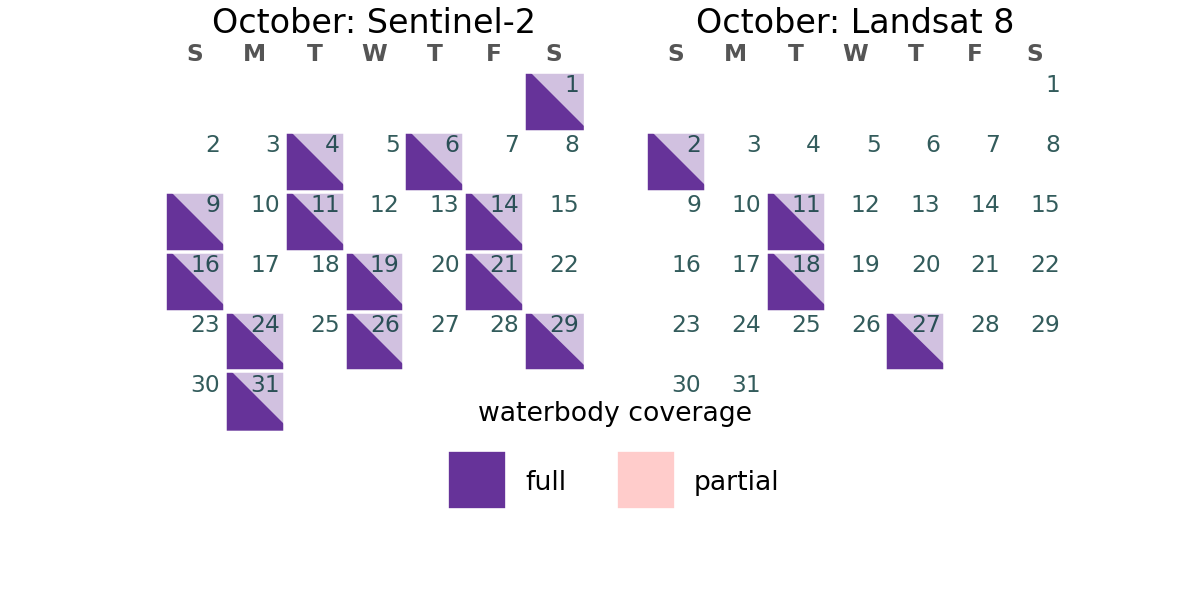 October: Sentinel-2
S M T W T F S
1
2 3 4 5 6 7 8
9 10 11 12 13 14 15
16 17 18 19 20 21 22
23 24 25 26 27 28 29
30 31
October: Landsat 8
S M T W T F S
1
2 3 4 5 6 7 8
9 10 11 12 13 14 15
16 17 18 19 20 21 22
23 24 25 26 27 28 29
30 31
waterbody coverage
full
partial